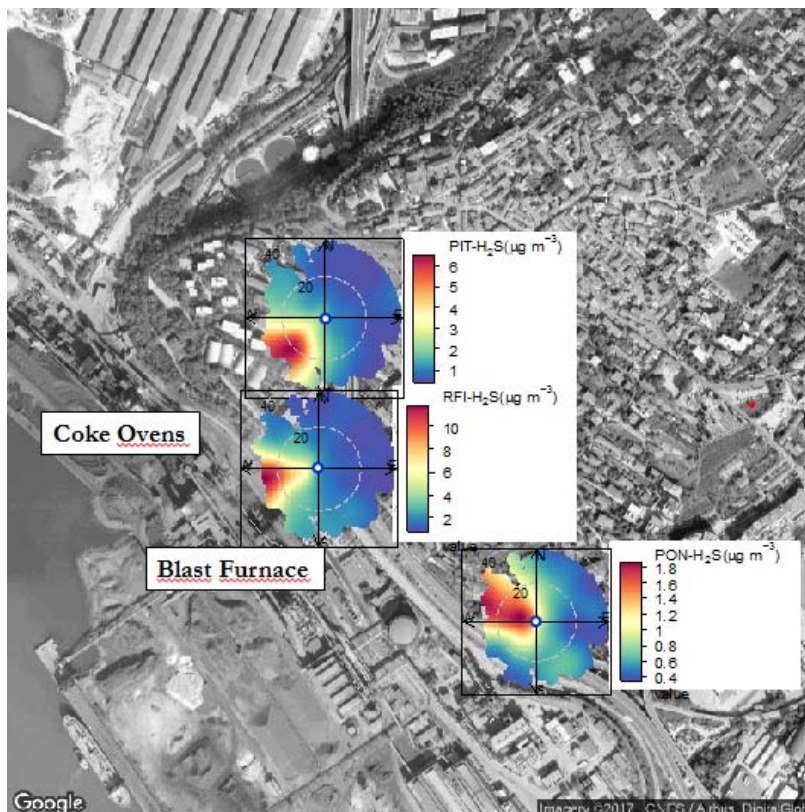 PIT-H₂S(µg m⁻³)
N
40
20
6
5
4
3
2
1
RFI-H₂S(µg m⁻³)
40
20
10
8
6
4
2
value
Coke Ovens
Blast Furnace
PON-H₂S(µg m⁻³)
N
40
20
1.8
1.6
1.4
1.2
1
0.8
0.6
0.4
value
Google
Imagery ©2017, CNES / Airbus, Digital Glo